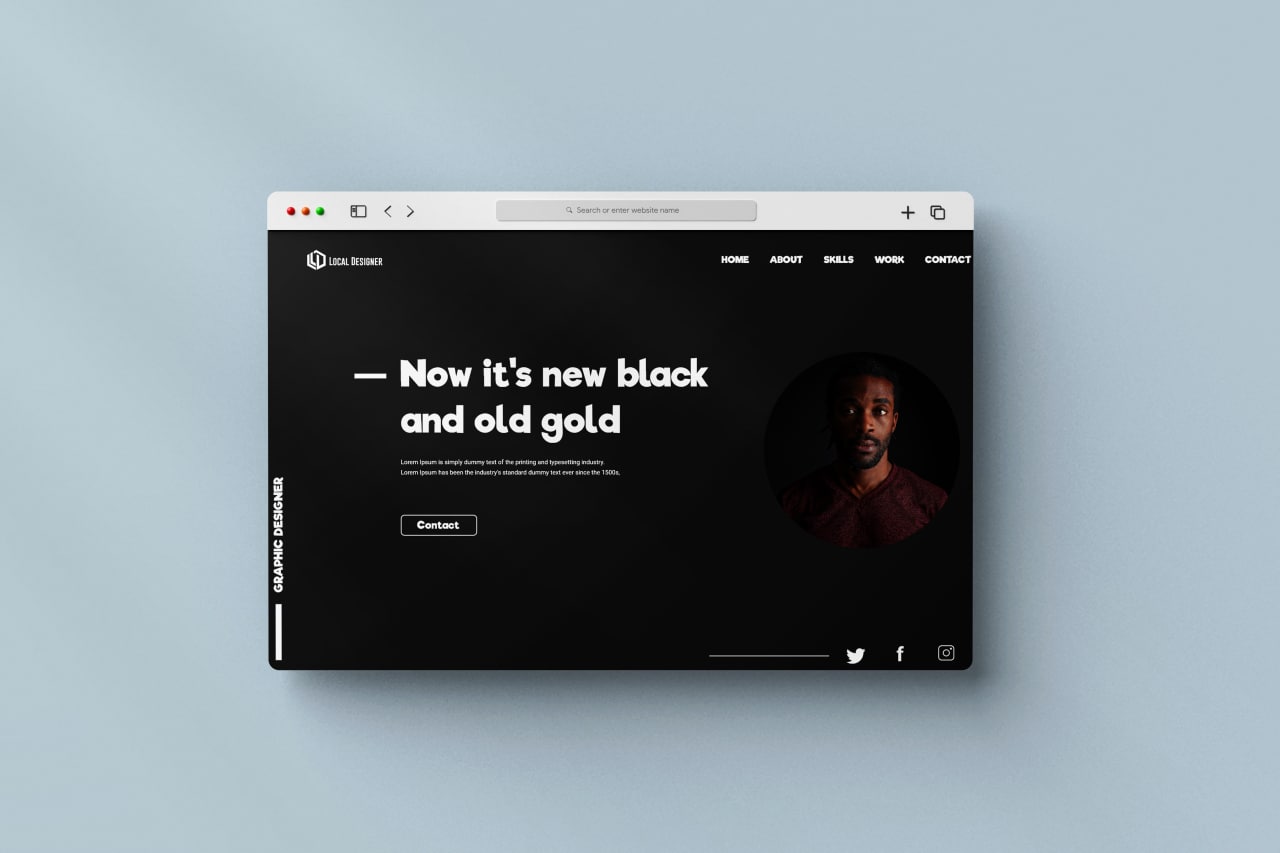 Search or enter website name
LOCAL DESIGNER
HOME ABOUT SKILLS WORK CONTACT
— Now it's new black
and old gold
Lorem Ipsum is simply dummy text of the printing and typesetting industry.
Lorem Ipsum has been the industry's standard dummy text ever since the 1500s,
Contact
GRAPHIC DESIGNER